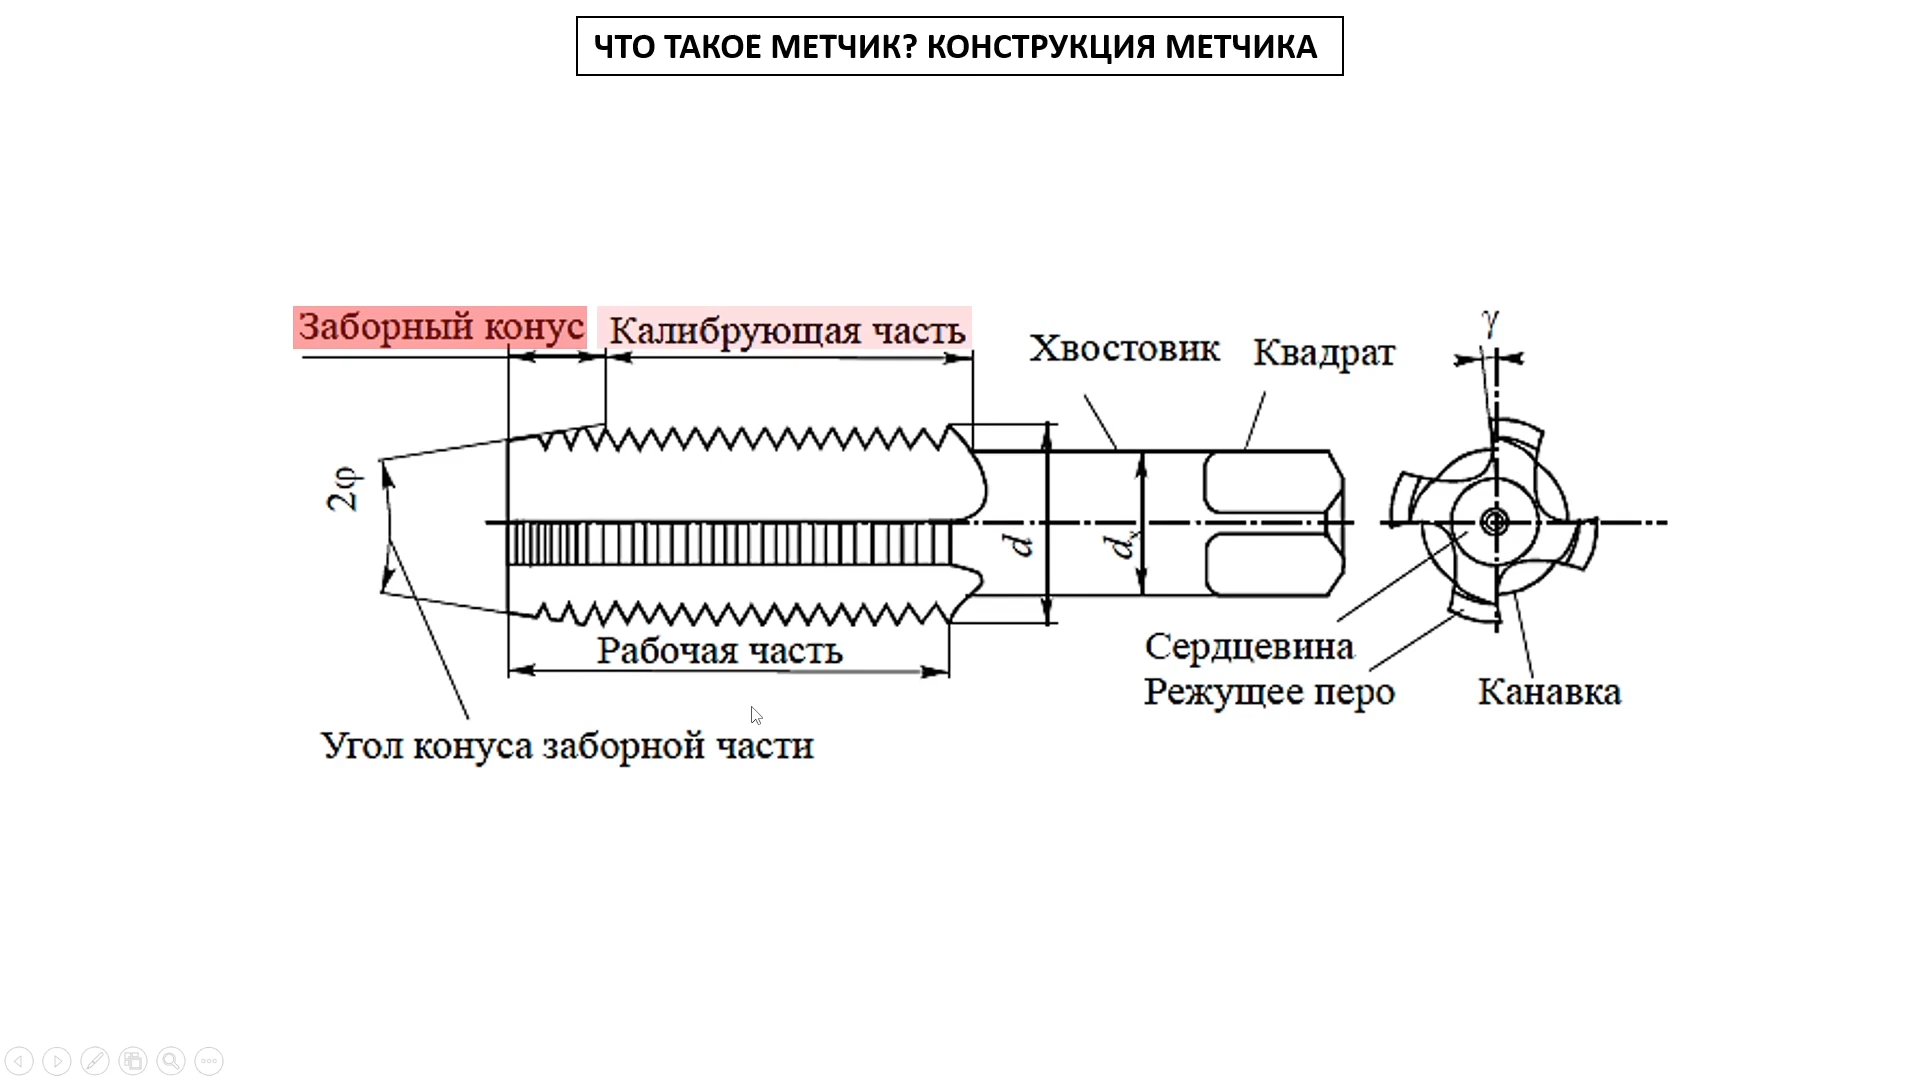 ЧТО ТАКОЕ МЕТЧИК? КОНСТРУКЦИЯ МЕТЧИКА
Заборный конус
Калибрующая часть
Хвостовик
Квадрат
γ
2φ
d
dₓ
Рабочая часть
Сердцевина
Режущее перо
Канавка
Угол конуса заборной части